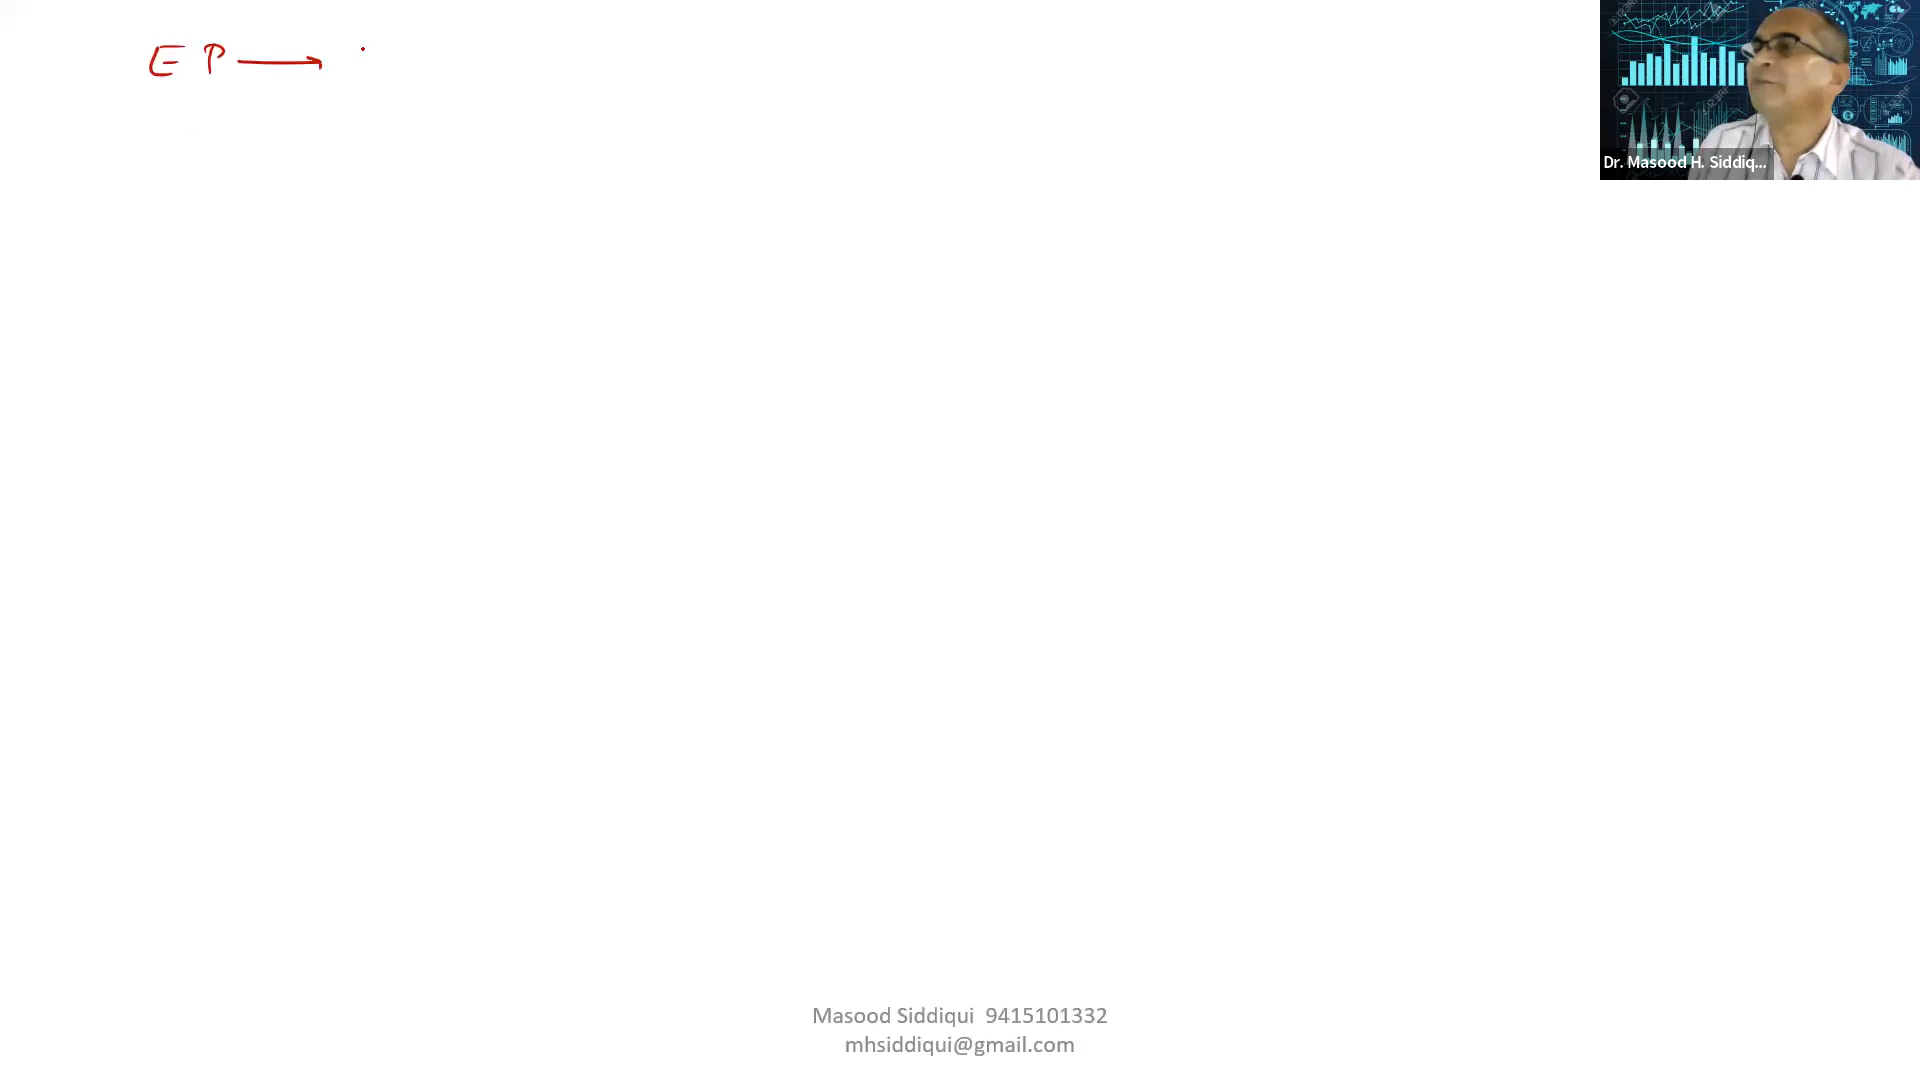 E P →
Dr. Masood H. Siddiq...
Masood Siddiqui 9415101332
mhsiddiqui@gmail.com